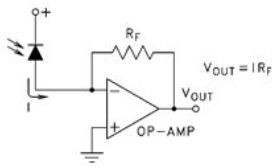 +
RF
VOUT = IRF
−
VOUT
I
+
OP-AMP